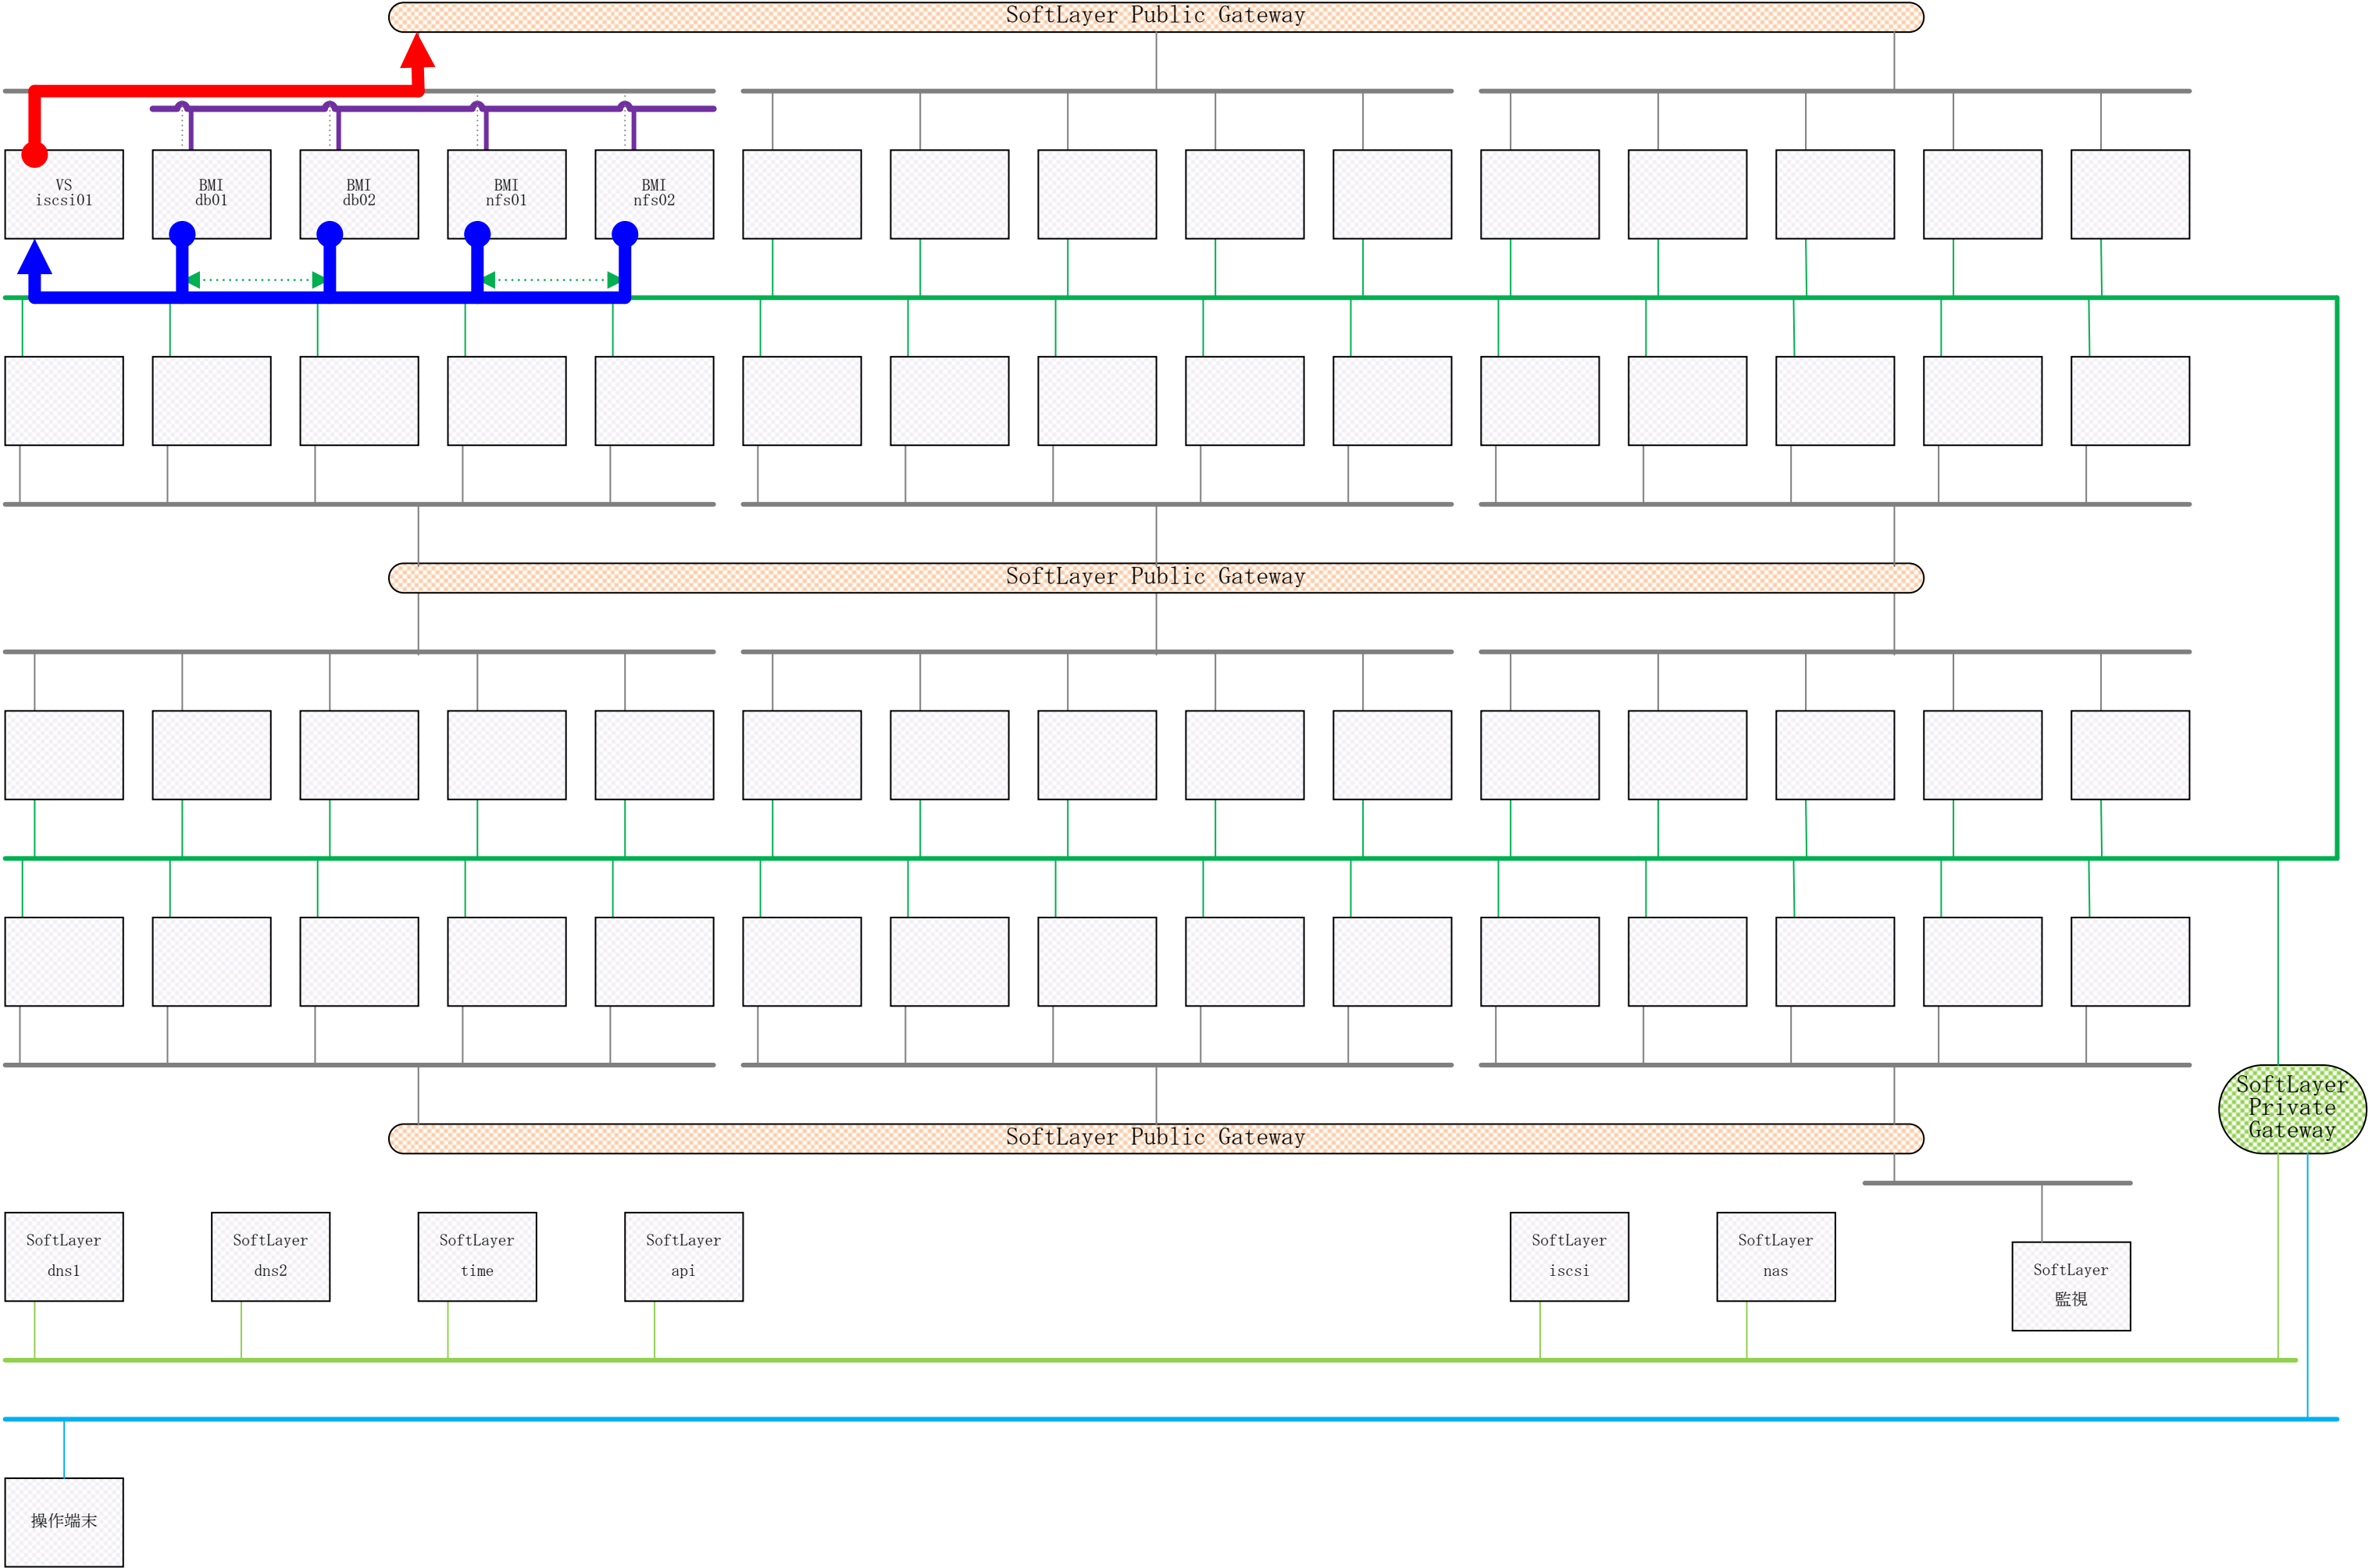 SoftLayer Public Gateway
VS
iscsi01
BMI
db01
BMI
db02
BMI
nfs01
BMI
nfs02
SoftLayer Public Gateway
SoftLayer
Private
Gateway
SoftLayer Public Gateway
SoftLayer
dns1
SoftLayer
dns2
SoftLayer
time
SoftLayer
api
SoftLayer
iscsi
SoftLayer
nas
SoftLayer
監視
操作端末